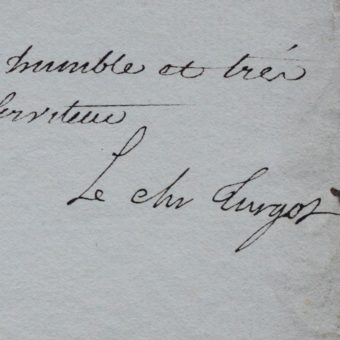 humble et très
serviteur
Le chr Turgot